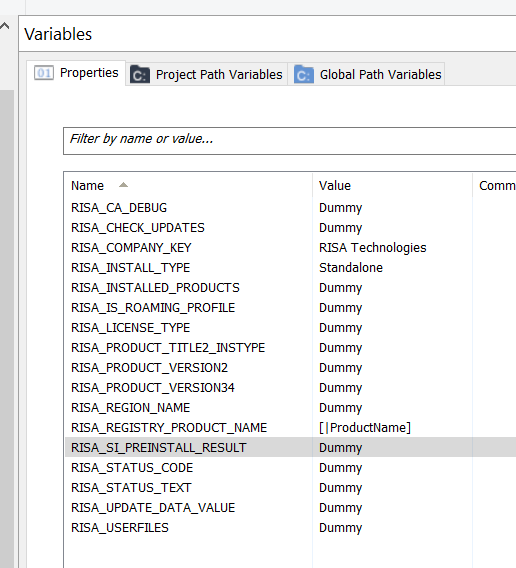 Variables
Properties Project Path Variables Global Path Variables
Filter by name or value...
Name Value Comm
RISA_CA_DEBUG Dummy
RISA_CHECK_UPDATES Dummy
RISA_COMPANY_KEY RISA Technologies
RISA_INSTALL_TYPE Standalone
RISA_INSTALLED_PRODUCTS Dummy
RISA_IS_ROAMING_PROFILE Dummy
RISA_LICENSE_TYPE Dummy
RISA_PRODUCT_TITLE2_INSTYPE Dummy
RISA_PRODUCT_VERSION2 Dummy
RISA_PRODUCT_VERSION34 Dummy
RISA_REGION_NAME Dummy
RISA_REGISTRY_PRODUCT_NAME [|ProductName]
RISA_SI_PREINSTALL_RESULT Dummy
RISA_STATUS_CODE Dummy
RISA_STATUS_TEXT Dummy
RISA_UPDATE_DATA_VALUE Dummy
RISA_USERFILES Dummy